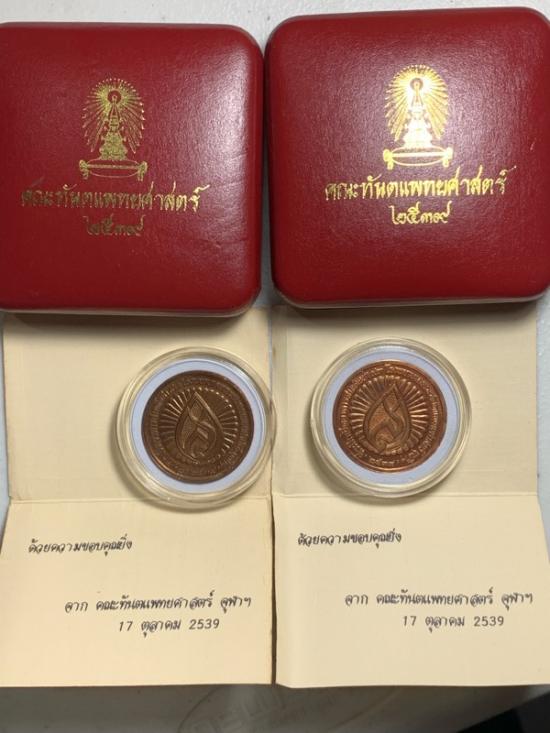 คณะทันตแพทยศาสตร์
๒๕๓๙
คณะทันตแพทยศาสตร์
๒๕๓๙
ด้วยความขอบคุณยิ่ง
จาก คณะทันตแพทยศาสตร์ จุฬาฯ
17 ตุลาคม 2539
ด้วยความขอบคุณยิ่ง
จาก คณะทันตแพทยศาสตร์ จุฬาฯ
17 ตุลาคม 2539